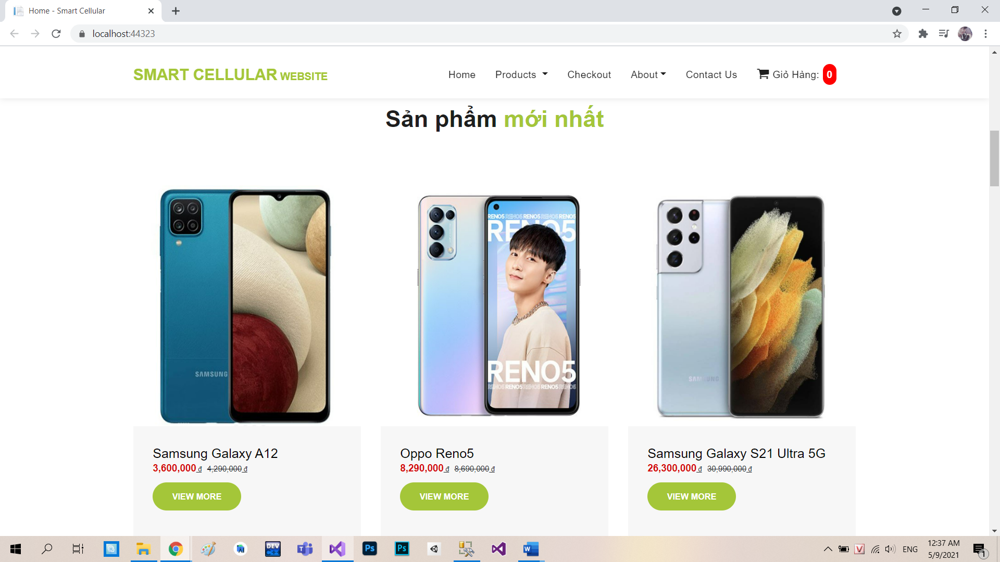 Home - Smart Cellular
localhost:44323
SMART CELLULAR WEBSITE
Home Products Checkout About Contact Us Giỏ Hàng: 0
Sản phẩm mới nhất
SAMSUNG
RENO5 RENO5 RENO5 RENO5 RENO5
RENO5
RENO5
RENO5 RENO5 RENO5 RENO5 RENO5
SAMSUNG
Samsung Galaxy A12
3,600,000 đ 4,290,000 đ
VIEW MORE
Oppo Reno5
8,290,000 đ 8,690,000 đ
VIEW MORE
Samsung Galaxy S21 Ultra 5G
26,300,000 đ 30,990,000 đ
VIEW MORE
DEV C++
T
Ps
Ps
W
V
ENG
12:37 AM
5/9/2021
1